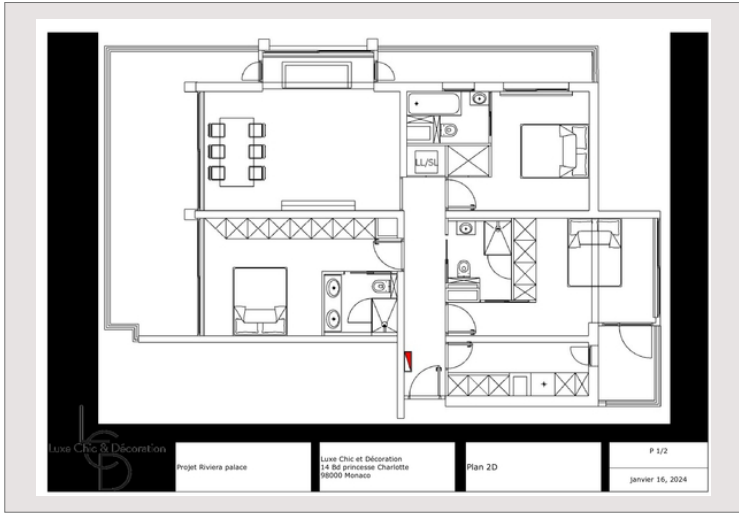 LL/SL
Luxe Chic & Décoration
LCD
Projet Riviera palace
Luxe Chic et Décoration
14 Bd princesse Charlotte
98000 Monaco
Plan 2D
P 1/2
janvier 16, 2024